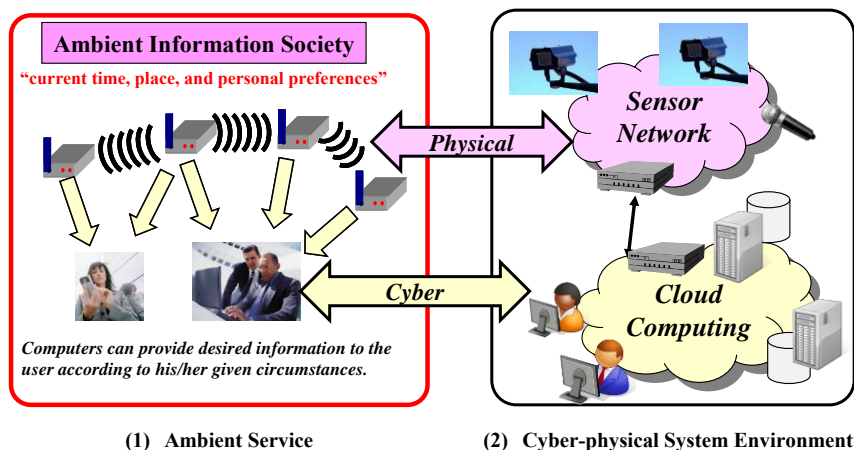 Ambient Information Society
“current time, place, and personal preferences”
Computers can provide desired information to the
user according to his/her given circumstances.
Physical
Cyber
Sensor
Network
Cloud
Computing
(1) Ambient Service
(2) Cyber-physical System Environment